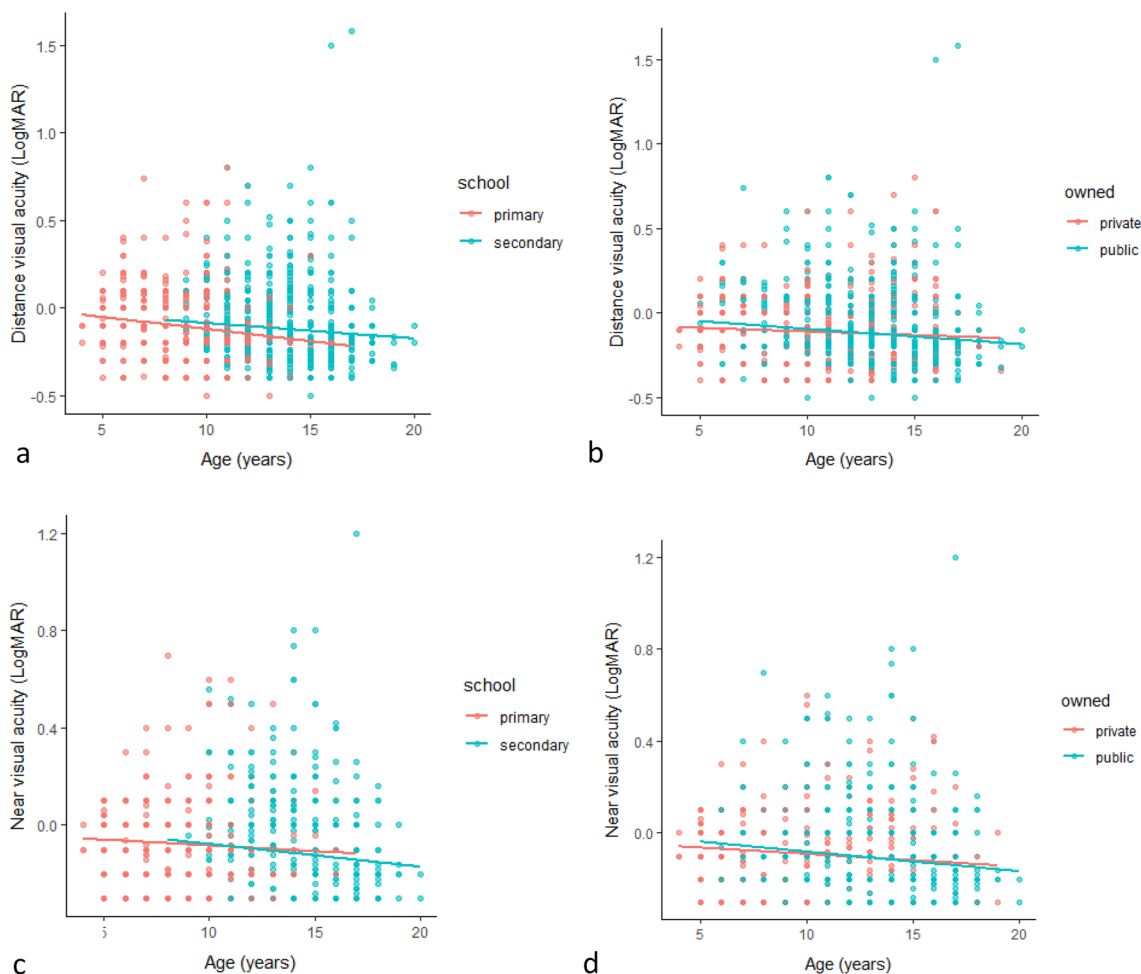 1.5
1.0
0.5
0.0
-0.5
Distance visual acuity (LogMAR)
5
10
15
20
Age (years)
school
primary
secondary
a
1.5
1.0
0.5
0.0
-0.5
Distance visual acuity (LogMAR)
5
10
15
20
Age (years)
owned
private
public
b
1.2
0.8
0.4
0.0
Near visual acuity (LogMAR)
5
10
15
20
Age (years)
school
primary
secondary
c
1.2
0.8
0.4
0.0
Near visual acuity (LogMAR)
5
10
15
20
Age (years)
owned
private
public
d